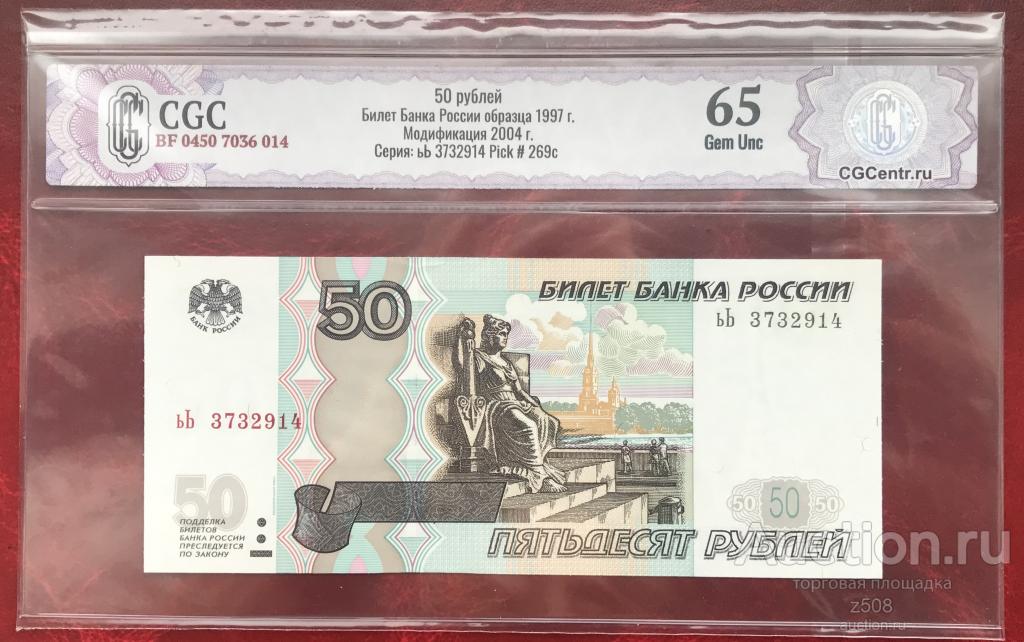 CGC
BF 0450 7036 014
50 рублей
Билет Банка России образца 1997 г.
Модификация 2004 г.
Серия: ьЬ 3732914 Pick # 269c
65
Gem Unc
CGCentr.ru
БАНК РОССИИ
50
БИЛЕТ БАНКА РОССИИ
ьЬ 3732914
ьЬ 3732914
50
ПОДДЕЛКА
БИЛЕТОВ
БАНКА РОССИИ
ПРЕСЛЕДУЕТСЯ
ПО ЗАКОНУ
50 50 50
ПЯТЬДЕСЯТ РУБЛЕЙ
Auction.ru
торговая площадка
z508
auction.ru